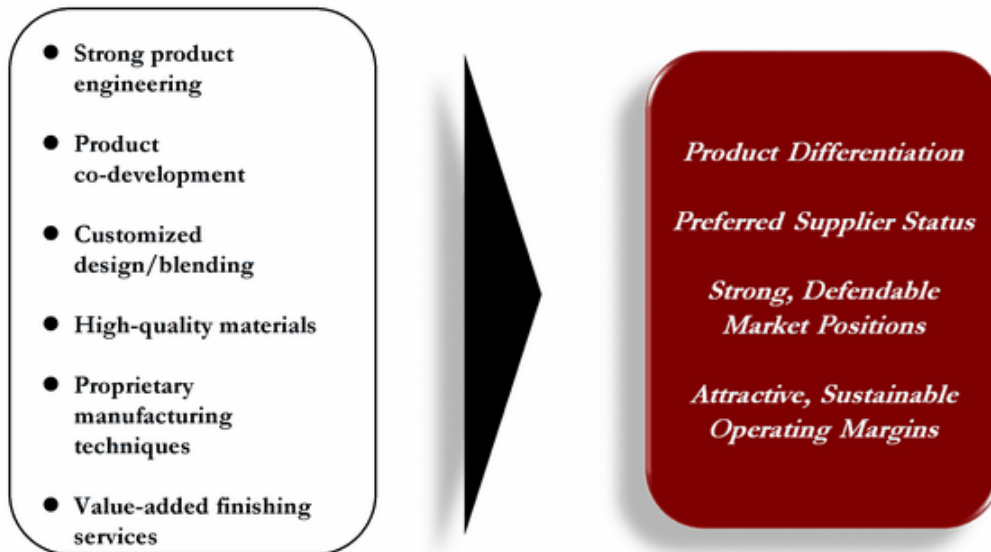 ● Strong product
engineering
● Product
co-development
● Customized
design/blending
● High-quality materials
● Proprietary
manufacturing
techniques
● Value-added finishing
services
Product Differentiation
Preferred Supplier Status
Strong, Defendable
Market Positions
Attractive, Sustainable
Operating Margins